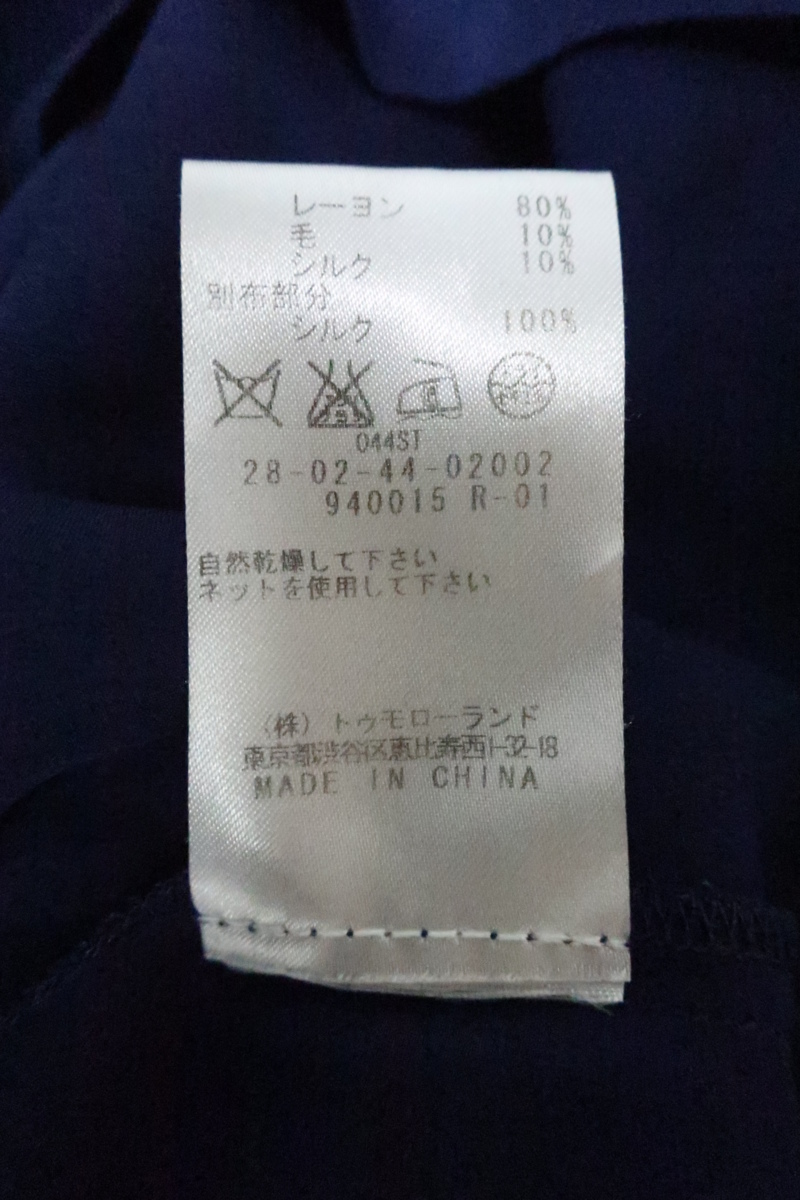 レーヨン 80%
毛 10%
シルク 10%
別布部分
シルク 100%
044ST
28-02-44-02002
940015 R-01
自然乾燥して下さい
ネットを使用して下さい
(株)トゥモローランド
東京都渋谷区恵比寿西1-32-18
MADE IN CHINA